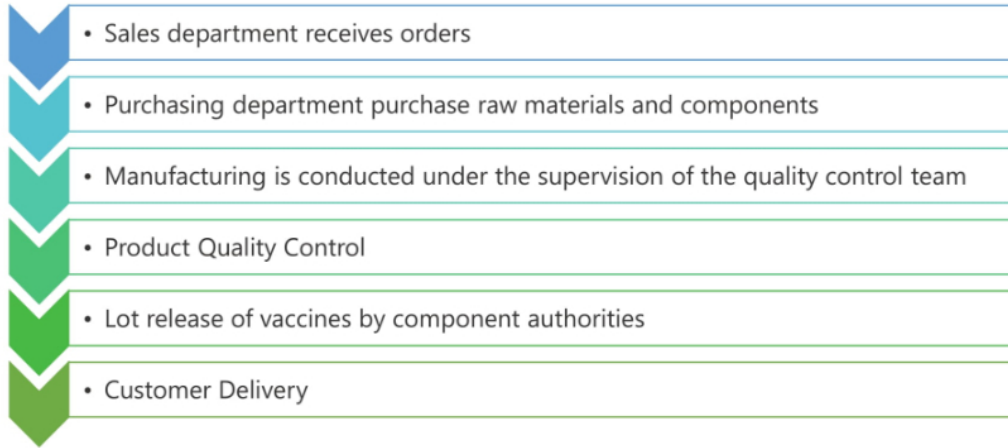 • Sales department receives orders
• Purchasing department purchase raw materials and components
• Manufacturing is conducted under the supervision of the quality control team
• Product Quality Control
• Lot release of vaccines by component authorities
• Customer Delivery